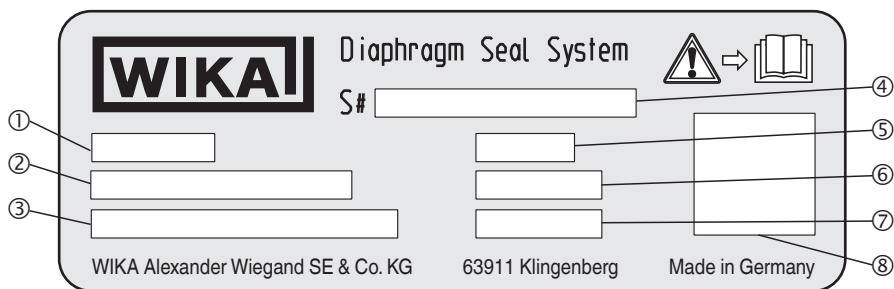 WIKA Diaphragm Seal System
S# ④
①
⑤
②
⑥
③
⑦
WIKA Alexander Wiegand SE & Co. KG 63911 Klingenberg Made in Germany
⑧